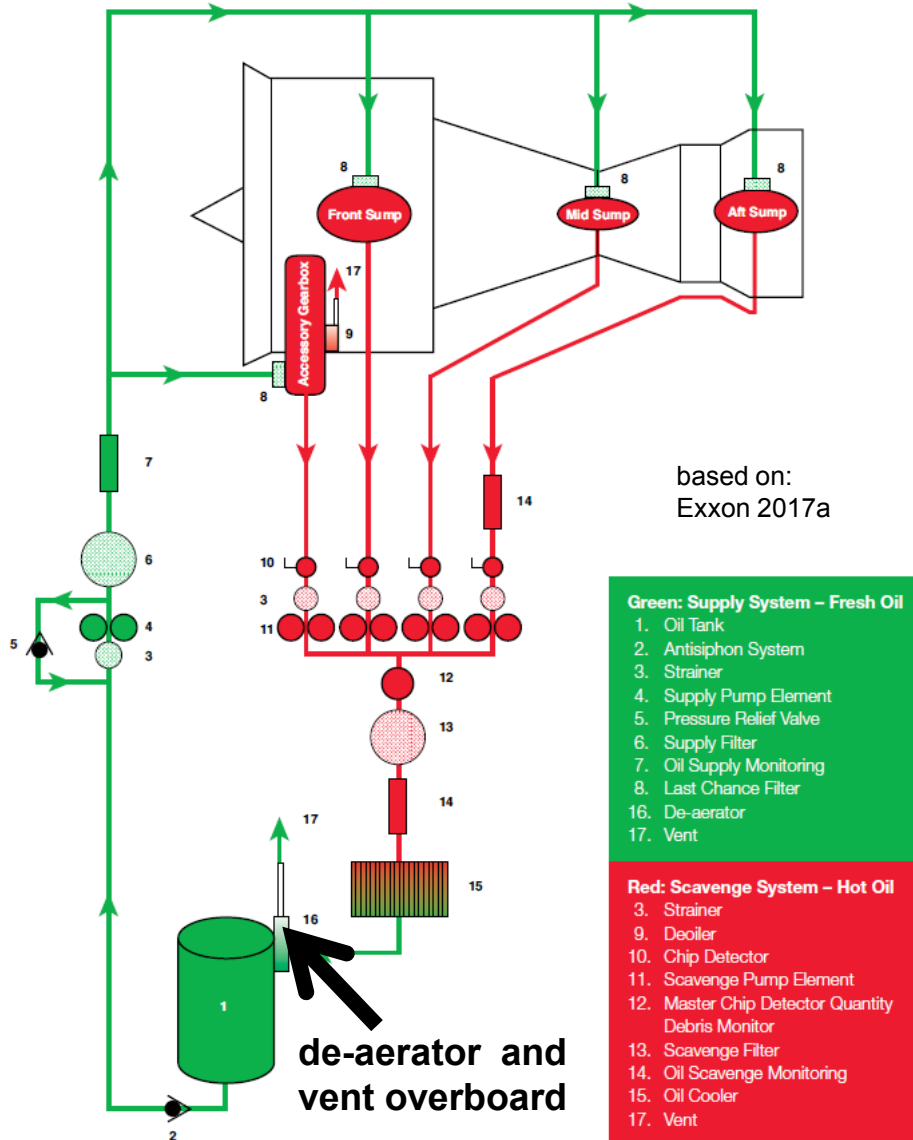 8
8
8
Front Sump
Mid Sump
Aft Sump
Accessory Gearbox
17
9
8
7
14
based on:
Exxon 2017a
6
10
3
4
5
3
11
12
13
14
17
15
16
1
de-aerator and
vent overboard
2
Green: Supply System – Fresh Oil
1. Oil Tank
2. Antisiphon System
3. Strainer
4. Supply Pump Element
5. Pressure Relief Valve
6. Supply Filter
7. Oil Supply Monitoring
8. Last Chance Filter
16. De-aerator
17. Vent
Red: Scavenge System – Hot Oil
3. Strainer
9. Deoiler
10. Chip Detector
11. Scavenge Pump Element
12. Master Chip Detector Quantity
Debris Monitor
13. Scavenge Filter
14. Oil Scavenge Monitoring
15. Oil Cooler
17. Vent